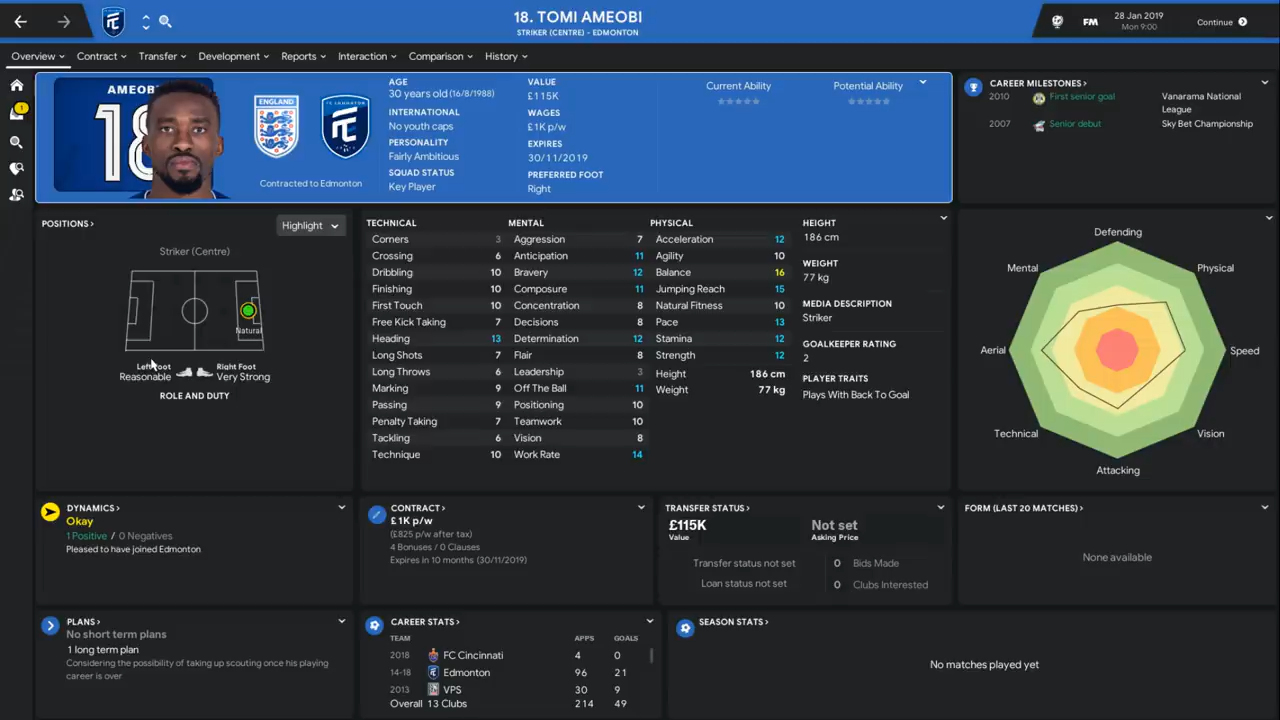 18. TOMI AMEOBI
STRIKER (CENTRE) - EDMONTON
FM
28 Jan 2019
Mon 9:00
Continue
Overview
Contract
Transfer
Development
Reports
Interaction
Comparison
History
1
AMEOBI
18
ENGLAND
Contracted to Edmonton
AGE
30 years old (16/8/1988)
INTERNATIONAL
No youth caps
PERSONALITY
Fairly Ambitious
SQUAD STATUS
Key Player
VALUE
£115K
WAGES
£1K p/w
EXPIRES
30/11/2019
PREFERRED FOOT
Right
Current Ability
Potential Ability
CAREER MILESTONES >
2010 First senior goal Vanarama National League
2007 Senior debut Sky Bet Championship
POSITIONS >
Highlight
Striker (Centre)
Natural
Left Foot
Reasonable
Right Foot
Very Strong
ROLE AND DUTY
TECHNICAL
Corners 3
Crossing 6
Dribbling 10
Finishing 10
First Touch 10
Free Kick Taking 7
Heading 13
Long Shots 7
Long Throws 6
Marking 9
Passing 9
Penalty Taking 7
Tackling 6
Technique 10
MENTAL
Aggression 7
Anticipation 11
Bravery 12
Composure 11
Concentration 8
Decisions 8
Determination 12
Flair 8
Leadership 3
Off The Ball 11
Positioning 10
Teamwork 10
Vision 8
Work Rate 14
PHYSICAL
Acceleration 12
Agility 10
Balance 16
Jumping Reach 15
Natural Fitness 10
Pace 13
Stamina 12
Strength 12
Height 186 cm
Weight 77 kg
HEIGHT
186 cm
WEIGHT
77 kg
MEDIA DESCRIPTION
Striker
GOALKEEPER RATING
2
PLAYER TRAITS
Plays With Back To Goal
Defending
Mental
Physical
Aerial
Speed
Technical
Vision
Attacking
DYNAMICS >
Okay
1 Positive / 0 Negatives
Pleased to have joined Edmonton
CONTRACT >
£1K p/w
(£825 p/w after tax)
4 Bonuses / 0 Clauses
Expires in 10 months (30/11/2019)
TRANSFER STATUS >
£115K
Value
Not set
Asking Price
Transfer status not set
Loan status not set
0 Bids Made
0 Clubs Interested
FORM (LAST 20 MATCHES) >
None available
PLANS >
No short term plans
1 long term plan
Considering the possibility of taking up scouting once his playing
career is over
CAREER STATS >
TEAM APPS GOALS
2018 FC Cincinnati 4 0
14-18 Edmonton 96 21
2013 VPS 30 9
Overall 13 Clubs 214 49
SEASON STATS >
No matches played yet